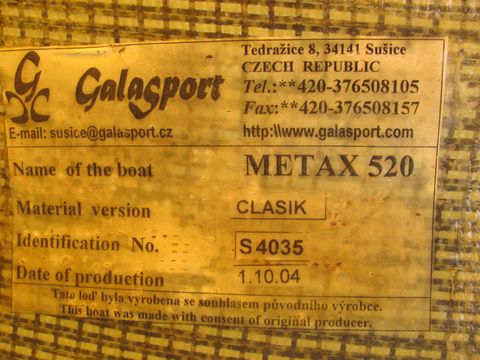 GalaSport
E-mail: susice@galasport.cz
Tedražice 8, 34141 Sušice
CZECH REPUBLIC
Tel.:**420-376508105
Fax:**420-376508157
http:\\www.galasport.com
Name of the boat METAX 520
Material version CLASIK
Identification No. S4035
Date of production 1.10.04
Tato loď byla vyrobena se souhlasem původního výrobce.
This boat was made with consent of original producer.